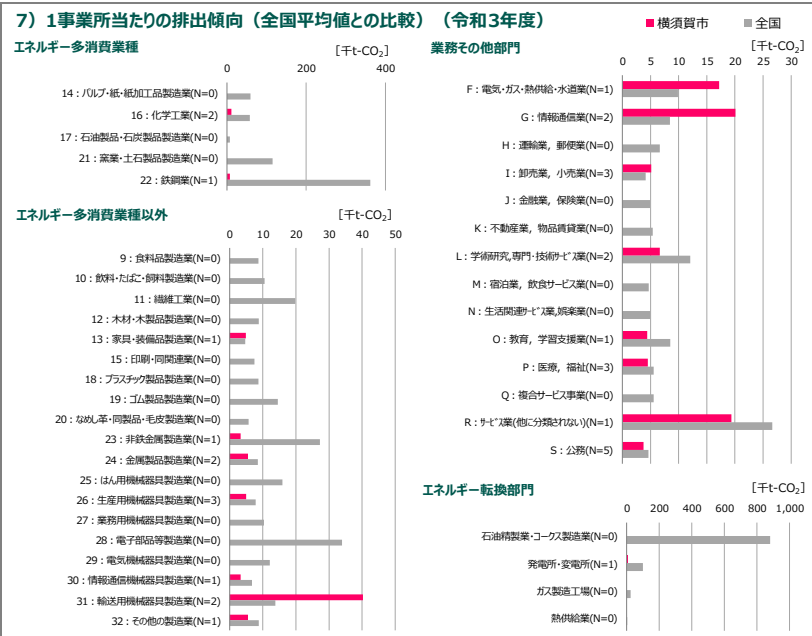 7）1事業所当たりの排出傾向（全国平均値との比較）（令和3年度）
■横須賀市 ■全国
エネルギー多消費業種
[千t-CO₂]
0 200 400
14：パルプ・紙・紙加工品製造業(N=0)
16：化学工業(N=2)
17：石油製品・石炭製品製造業(N=0)
21：窯業・土石製品製造業(N=0)
22：鉄鋼業(N=1)
エネルギー多消費業種以外
[千t-CO₂]
0 10 20 30 40 50
9：食料品製造業(N=0)
10：飲料・たばこ・飼料製造業(N=0)
11：繊維工業(N=0)
12：木材・木製品製造業(N=0)
13：家具・装備品製造業(N=1)
15：印刷・同関連業(N=0)
18：プラスチック製品製造業(N=0)
19：ゴム製品製造業(N=0)
20：なめし革・同製品・毛皮製造業(N=0)
23：非鉄金属製造業(N=1)
24：金属製品製造業(N=2)
25：はん用機械器具製造業(N=0)
26：生産用機械器具製造業(N=3)
27：業務用機械器具製造業(N=0)
28：電子部品等製造業(N=0)
29：電気機械器具製造業(N=0)
30：情報通信機械器具製造業(N=1)
31：輸送用機械器具製造業(N=2)
32：その他の製造業(N=1)
業務その他部門
[千t-CO₂]
0 5 10 15 20 25 30
F：電気・ガス・熱供給・水道業(N=1)
G：情報通信業(N=2)
H：運輸業，郵便業(N=0)
I：卸売業，小売業(N=3)
J：金融業，保険業(N=0)
K：不動産業，物品賃貸業(N=0)
L：学術研究,専門・技術ｻｰﾋﾞｽ業(N=2)
M：宿泊業，飲食サービス業(N=0)
N：生活関連ｻｰﾋﾞｽ業,娯楽業(N=0)
O：教育，学習支援業(N=1)
P：医療，福祉(N=3)
Q：複合サービス事業(N=0)
R：ｻｰﾋﾞｽ業(他に分類されない)(N=1)
S：公務(N=5)
エネルギー転換部門
[千t-CO₂]
0 200 400 600 800 1,000
石油精製業・コークス製造業(N=0)
発電所・変電所(N=1)
ガス製造工場(N=0)
熱供給業(N=0)